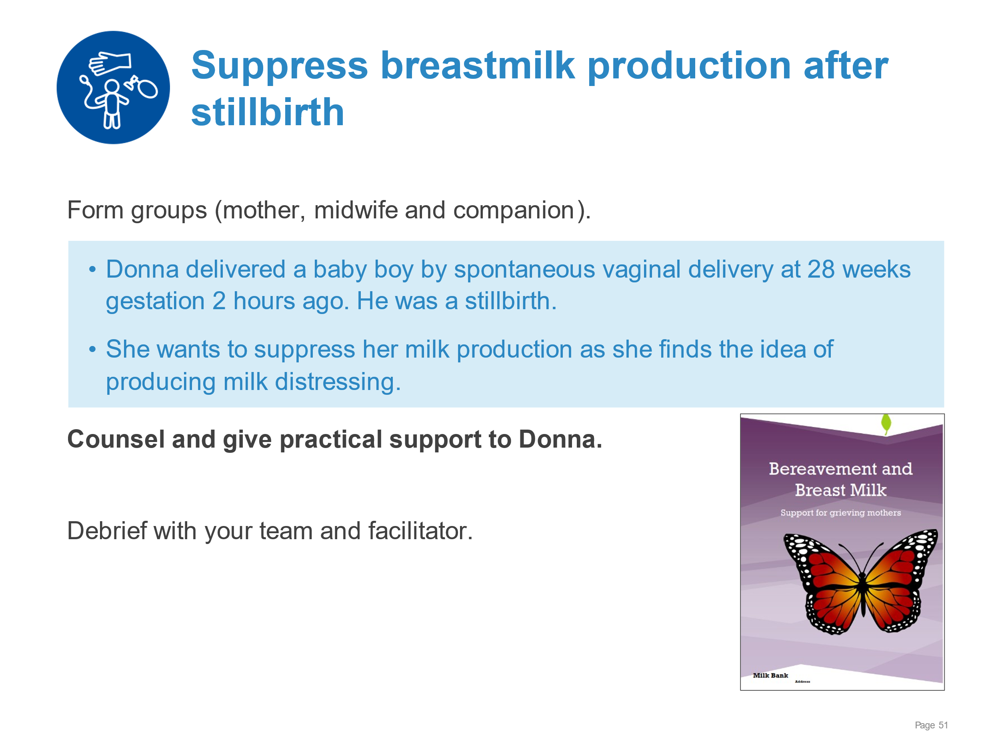 Suppress breastmilk production after
stillbirth
Form groups (mother, midwife and companion).
• Donna delivered a baby boy by spontaneous vaginal delivery at 28 weeks
gestation 2 hours ago. He was a stillbirth.
• She wants to suppress her milk production as she finds the idea of
producing milk distressing.
Counsel and give practical support to Donna.
Debrief with your team and facilitator.
Bereavement and
Breast Milk
Support for grieving mothers
Milk Bank
Address
Page 51